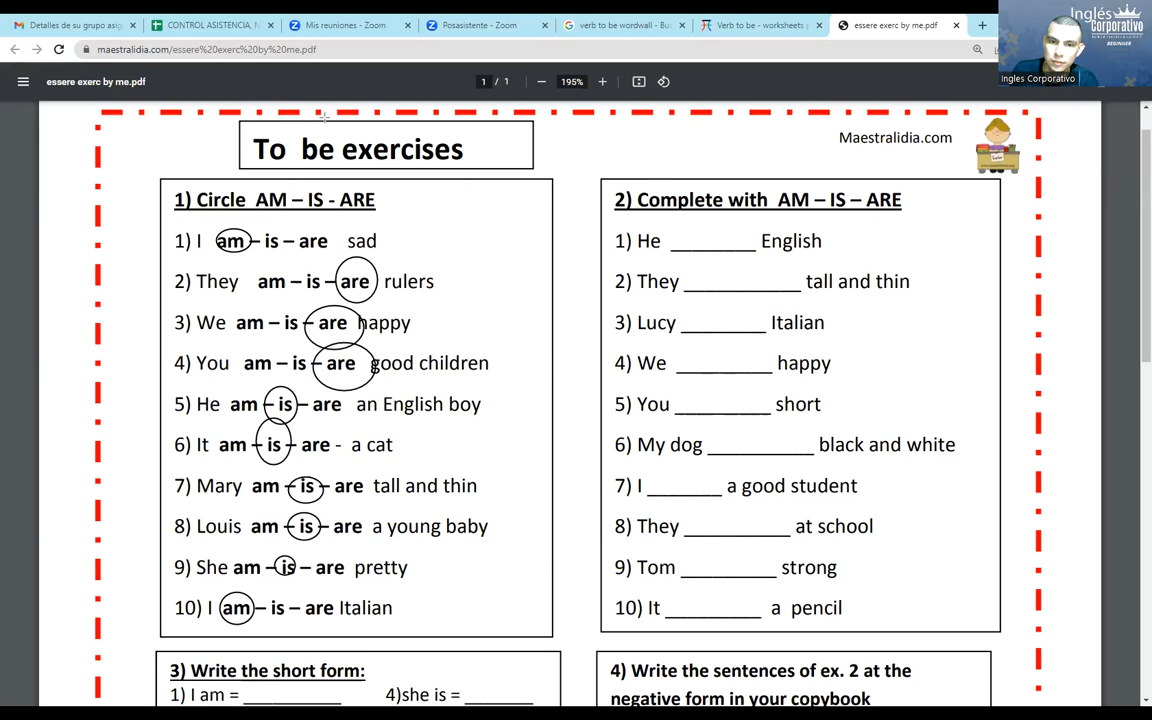 Detalles de su grupo asig
CONTROL ASISTENCIA, N
Mis reuniones - Zoom
Posasistente - Zoom
verb to be wordwall - Bu
Verb to be - worksheets p
essere exerc by me.pdf
maestralidia.com/essere%20exerc%20by%20me.pdf
Inglés
Corporativo
BEGINNER
Ingles Corporativo
essere exerc by me.pdf
1 / 1
195%
To be exercises
Maestralidia.com
1) Circle AM – IS - ARE
1) I am – is – are sad
2) They am – is – are rulers
3) We am – is – are happy
4) You am – is – are good children
5) He am – is – are an English boy
6) It am – is – are - a cat
7) Mary am – is – are tall and thin
8) Louis am – is – are a young baby
9) She am – is – are pretty
10) I am – is – are Italian
2) Complete with AM – IS – ARE
1) He ________ English
2) They ___________ tall and thin
3) Lucy ________ Italian
4) We _________ happy
5) You _________ short
6) My dog __________ black and white
7) I _______ a good student
8) They __________ at school
9) Tom _________ strong
10) It _________ a pencil
3) Write the short form:
1) I am = _________ 4)she is = _______
4) Write the sentences of ex. 2 at the
negative form in your copybook